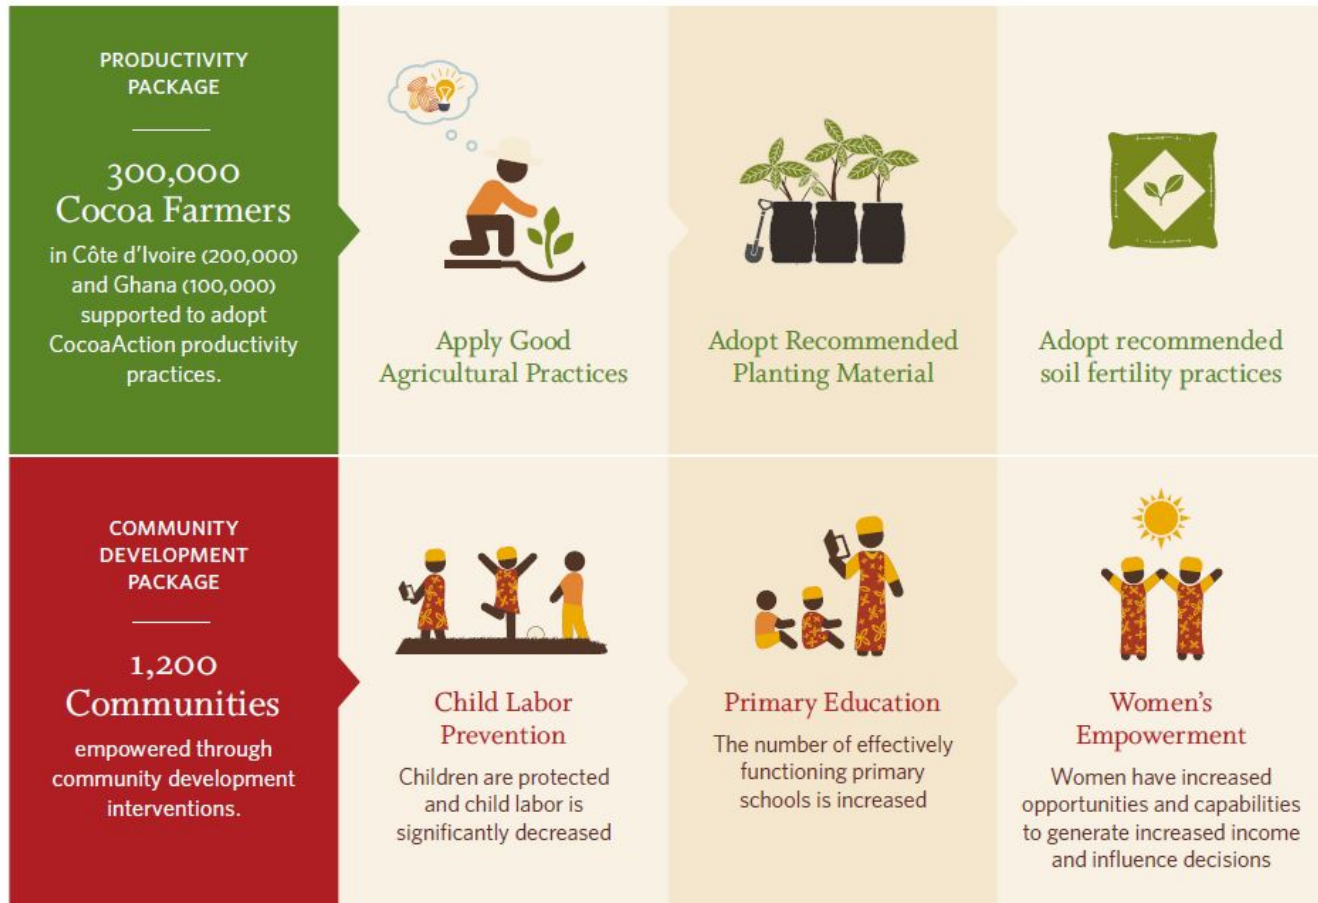 PRODUCTIVITY
PACKAGE
300,000
Cocoa Farmers
in Côte d'Ivoire (200,000)
and Ghana (100,000)
supported to adopt
CocoaAction productivity
practices.
Apply Good
Agricultural Practices
Adopt Recommended
Planting Material
Adopt recommended
soil fertility practices
COMMUNITY
DEVELOPMENT
PACKAGE
1,200
Communities
empowered through
community development
interventions.
Child Labor
Prevention
Children are protected
and child labor is
significantly decreased
Primary Education
The number of effectively
functioning primary
schools is increased
Women's
Empowerment
Women have increased
opportunities and capabilities
to generate increased income
and influence decisions